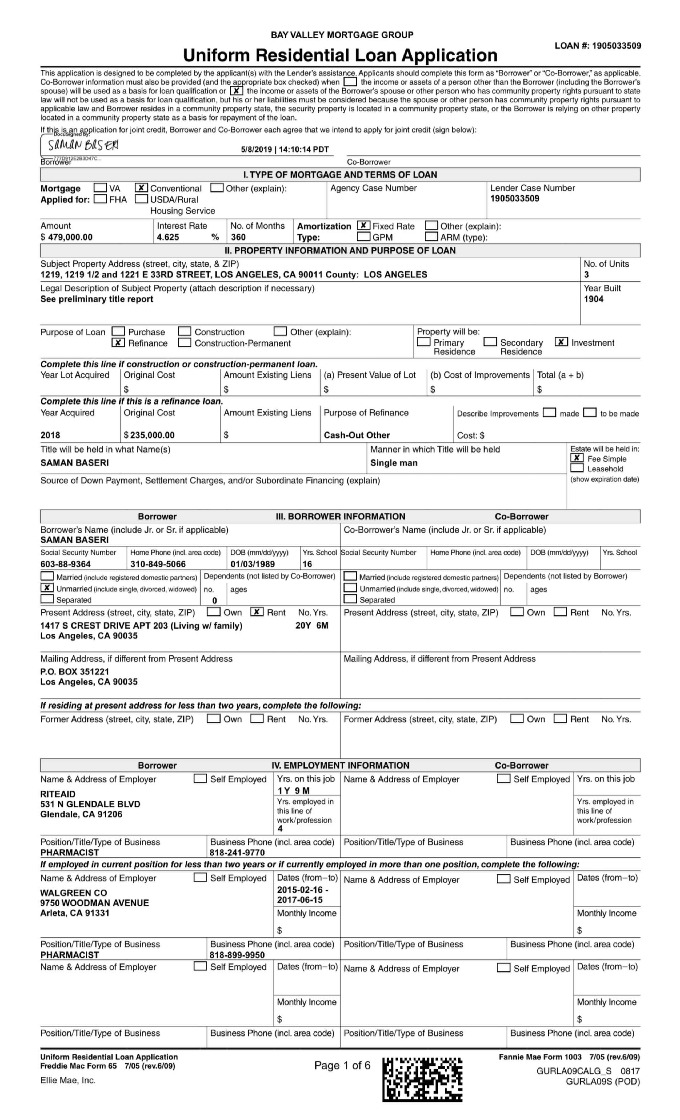 BAY VALLEY MORTGAGE GROUP
LOAN #: 1905033509
Uniform Residential Loan Application
This application is designed to be completed by the applicant(s) with the Lender's assistance. Applicants should complete this form as "Borrower" or "Co-Borrower," as applicable.
Co-Borrower information must also be provided (and the appropriate box checked) when the income or assets of a person other than the Borrower (including the Borrower's
spouse) will be used as a basis for loan qualification or X the income or assets of the Borrower's spouse or other person who has community property rights pursuant to state
law will not be used as a basis for loan qualification, but his or her liabilities must be considered because the spouse or other person has community property rights pursuant to
applicable law and Borrower resides in a community property state, the security property is located in a community property state, or the Borrower is relying on other property
located in a community property state as a basis for repayment of the loan.
If this is an application for joint credit, Borrower and Co-Borrower each agree that we intend to apply for joint credit (sign below):
DocuSigned by:
SAMAN BASERI
5/8/2019 | 14:10:14 PDT
Borrower Co-Borrower
I. TYPE OF MORTGAGE AND TERMS OF LOAN
Mortgage VA X Conventional Other (explain): Agency Case Number Lender Case Number
Applied for: FHA USDA/Rural 1905033509
Housing Service
Amount Interest Rate No. of Months Amortization X Fixed Rate Other (explain):
$ 479,000.00 4.625 % 360 Type: GPM ARM (type):
II. PROPERTY INFORMATION AND PURPOSE OF LOAN
Subject Property Address (street, city, state, & ZIP) No. of Units
1219, 1219 1/2 and 1221 E 33RD STREET, LOS ANGELES, CA 90011 County: LOS ANGELES 3
Legal Description of Subject Property (attach description if necessary) Year Built
See preliminary title report 1904
Purpose of Loan Purchase Construction Other (explain): Property will be:
X Refinance Construction-Permanent Primary Residence Secondary Residence X Investment
Complete this line if construction or construction-permanent loan.
Year Lot Acquired Original Cost Amount Existing Liens (a) Present Value of Lot (b) Cost of Improvements Total (a + b)
$ $ $ $ $
Complete this line if this is a refinance loan.
Year Acquired Original Cost Amount Existing Liens Purpose of Refinance Describe Improvements made to be made
2018 $ 235,000.00 $ Cash-Out Other Cost: $
Title will be held in what Name(s) Manner in which Title will be held Estate will be held in:
SAMAN BASERI Single man X Fee Simple
Leasehold
Source of Down Payment, Settlement Charges, and/or Subordinate Financing (explain) (show expiration date)
Borrower III. BORROWER INFORMATION Co-Borrower
Borrower's Name (include Jr. or Sr. if applicable) Co-Borrower's Name (include Jr. or Sr. if applicable)
SAMAN BASERI
Social Security Number Home Phone (incl. area code) DOB (mm/dd/yyyy) Yrs. School Social Security Number Home Phone (incl. area code) DOB (mm/dd/yyyy) Yrs. School
603-88-9364 310-849-5066 01/03/1989 16
Married (include registered domestic partners) Dependents (not listed by Co-Borrower) Married (include registered domestic partners) Dependents (not listed by Borrower)
X Unmarried (include single, divorced, widowed) no. ages Unmarried (include single, divorced, widowed) no. ages
Separated 0 Separated
Present Address (street, city, state, ZIP) Own X Rent No. Yrs. Present Address (street, city, state, ZIP) Own Rent No. Yrs.
1417 S CREST DRIVE APT 203 (Living w/ family) 20Y 6M
Los Angeles, CA 90035
Mailing Address, if different from Present Address Mailing Address, if different from Present Address
P.O. BOX 351221
Los Angeles, CA 90035
If residing at present address for less than two years, complete the following:
Former Address (street, city, state, ZIP) Own Rent No. Yrs. Former Address (street, city, state, ZIP) Own Rent No. Yrs.
Borrower IV. EMPLOYMENT INFORMATION Co-Borrower
Name & Address of Employer Self Employed Yrs. on this job Name & Address of Employer Self Employed Yrs. on this job
RITEAID 1 Y 9 M
531 N GLENDALE BLVD Yrs. employed in this line of work/profession Yrs. employed in this line of work/profession
Glendale, CA 91206 4
Position/Title/Type of Business Business Phone (incl. area code) Position/Title/Type of Business Business Phone (incl. area code)
PHARMACIST 818-241-9770
If employed in current position for less than two years or if currently employed in more than one position, complete the following:
Name & Address of Employer Self Employed Dates (from–to) Name & Address of Employer Self Employed Dates (from–to)
WALGREEN CO 2015-02-16 -
9750 WOODMAN AVENUE 2017-06-15
Arleta, CA 91331 Monthly Income Monthly Income
$ $
Position/Title/Type of Business Business Phone (incl. area code) Position/Title/Type of Business Business Phone (incl. area code)
PHARMACIST 818-899-9950
Name & Address of Employer Self Employed Dates (from–to) Name & Address of Employer Self Employed Dates (from–to)
Monthly Income Monthly Income
$ $
Position/Title/Type of Business Business Phone (incl. area code) Position/Title/Type of Business Business Phone (incl. area code)
Uniform Residential Loan Application Fannie Mae Form 1003 7/05 (rev.6/09)
Freddie Mac Form 65 7/05 (rev.6/09) Page 1 of 6 GURLA09CALG_S 0817
Ellie Mae, Inc. GURLA09S (POD)